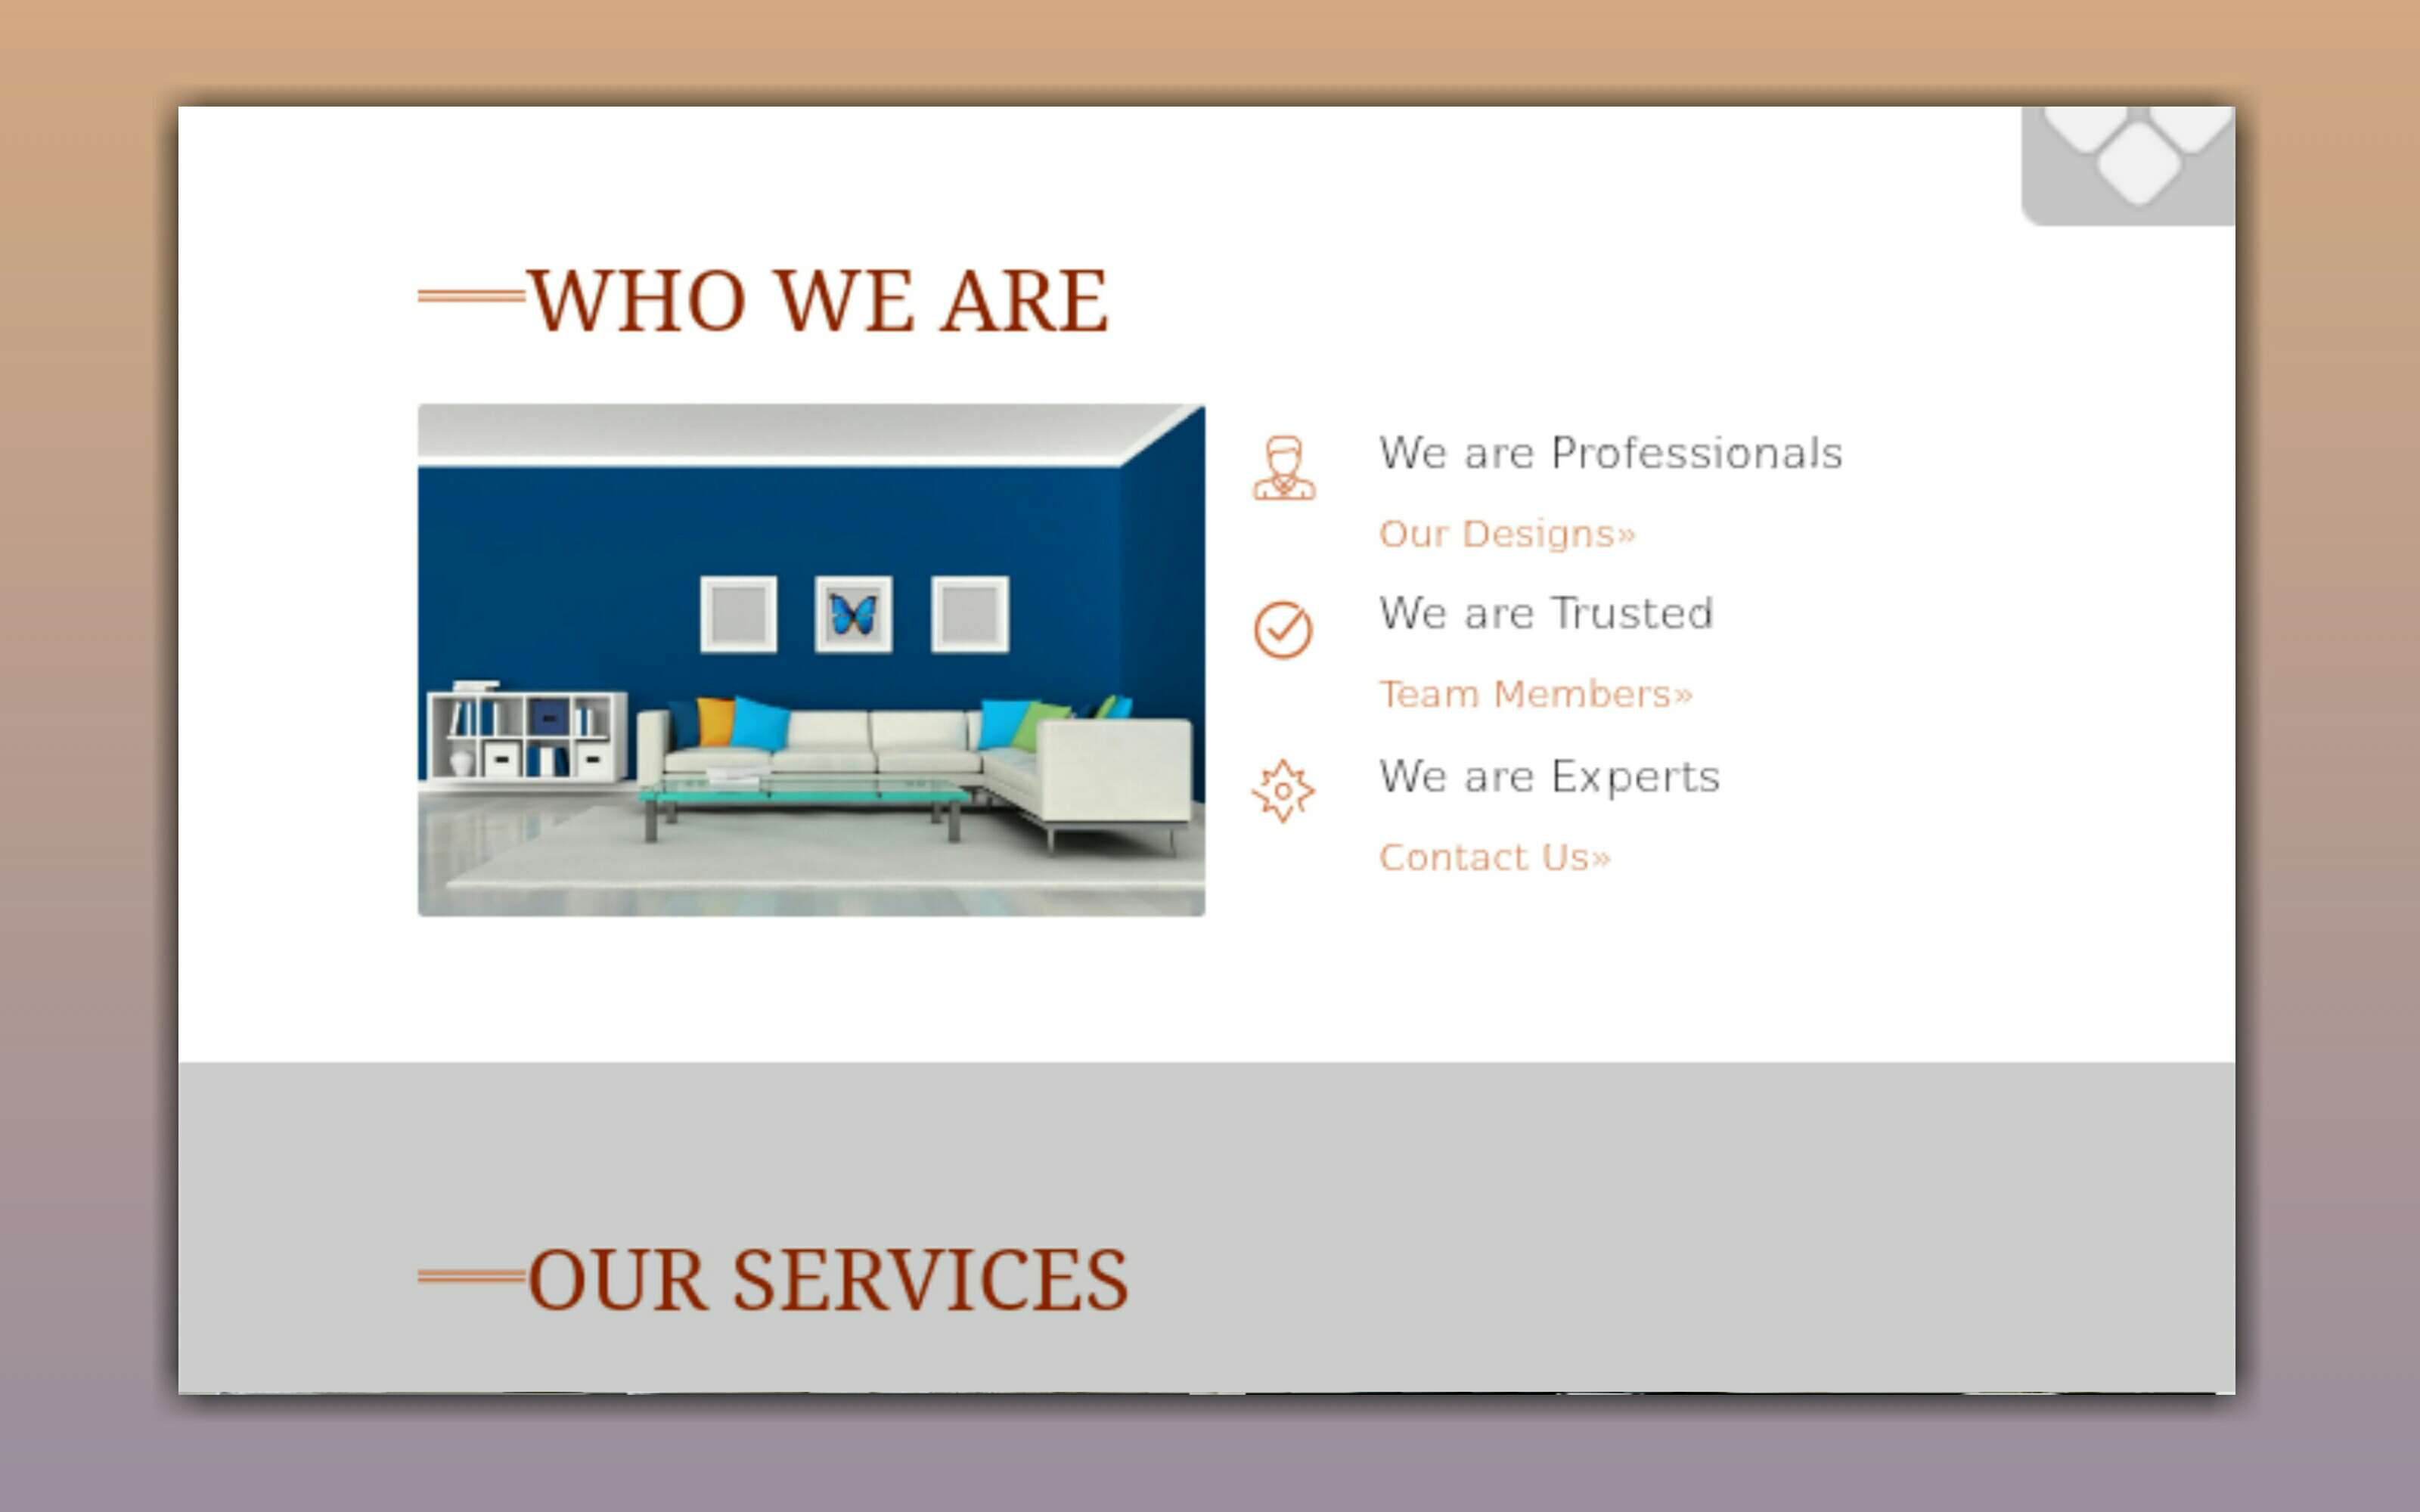 WHO WE ARE
We are Professionals
Our Designs»
We are Trusted
Team Members»
We are Experts
Contact Us»
OUR SERVICES